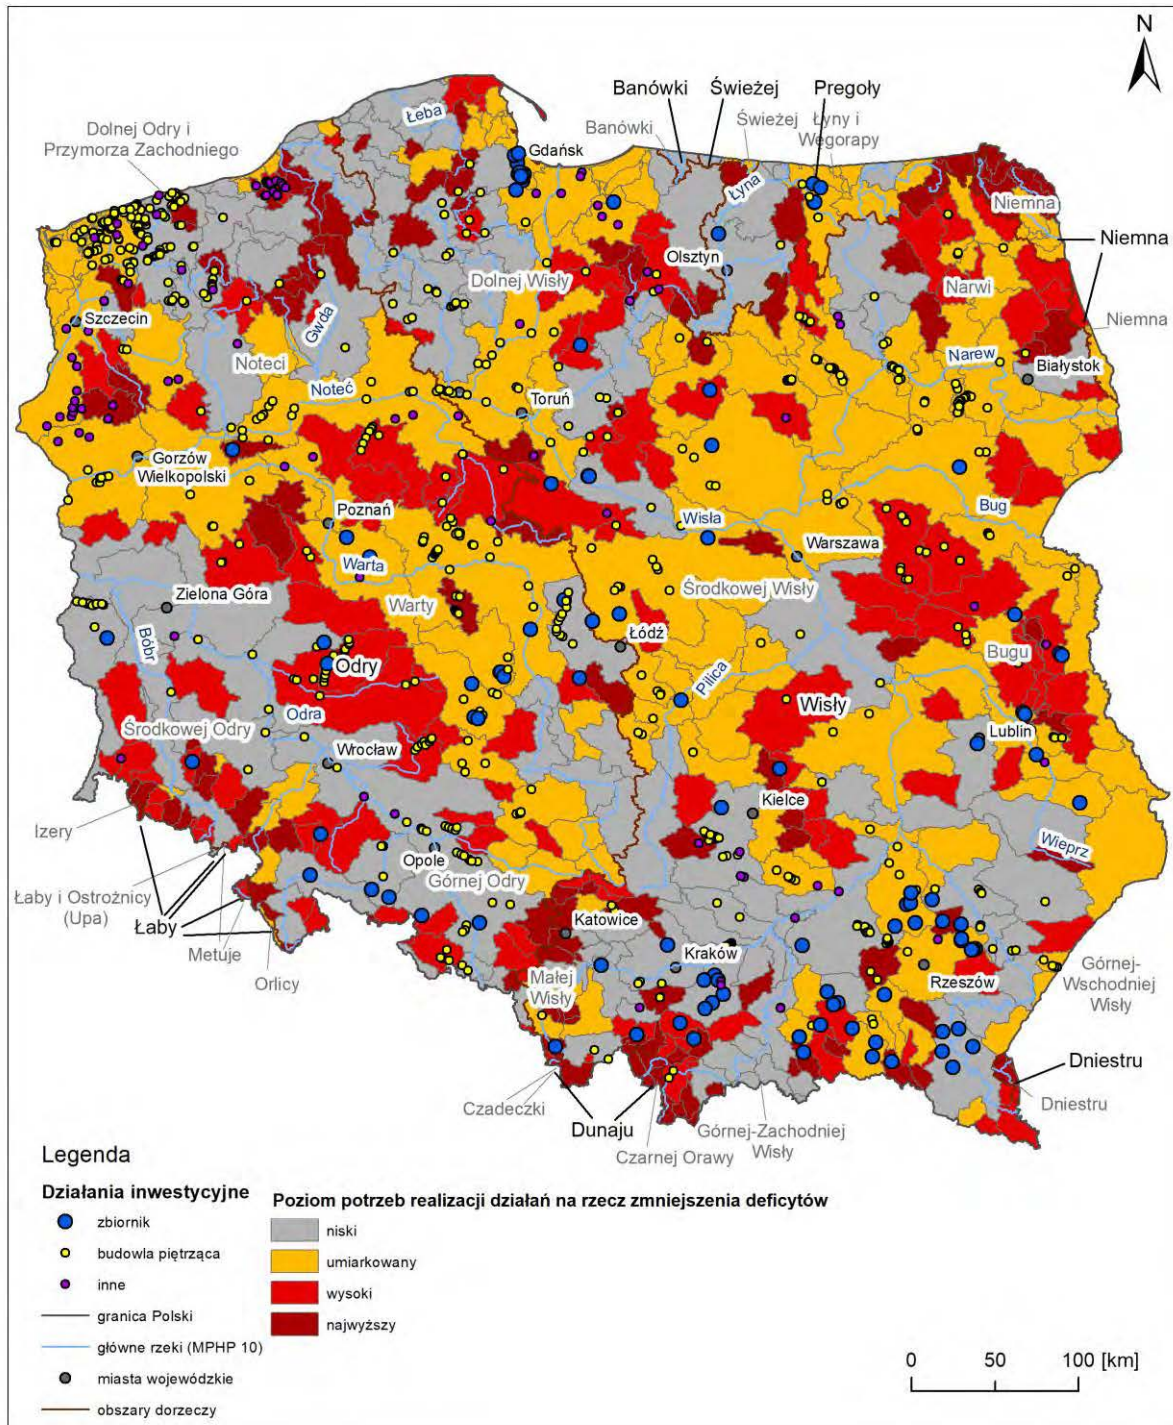 N
Banówki
Świeżej
Pregoły
Dolnej Odry i
Przymorza Zachodniego
Łeba
Gdańsk
Banówki
Świeżej
Łyny i
Węgorapy
Łyna
Niemna
Niemna
Olsztyn
Dolnej Wisły
Narwi
Szczecin
Gwda
Noteci
Niemna
Narew
Białystok
Noteć
Toruń
Gorzów
Wielkopolski
Bug
Poznań
Wisła
Warszawa
Warta
Środkowej Wisły
Zielona Góra
Warty
Bóbr
Łódź
Bugu
Odry
Pilica
Wisły
Odra
Środkowej Odry
Lublin
Wrocław
Kielce
Izery
Wieprz
Opole
Górnej Odry
Łaby i Ostrożnicy
(Upa)
Łaby
Katowice
Metuje
Kraków
Orlicy
Małej
Wisły
Rzeszów
Górnej-
Wschodniej
Wisły
Dniestru
Czadeczki
Dniestru
Dunaju
Górnej-Zachodniej
Wisły
Czarnej Orawy
Legenda
Działania inwestycyjne
zbiornik
budowla piętrząca
inne
granica Polski
główne rzeki (MPHP 10)
miasta wojewódzkie
obszary dorzeczy
Poziom potrzeb realizacji działań na rzecz zmniejszenia deficytów
niski
umiarkowany
wysoki
najwyższy
0 50 100 [km]